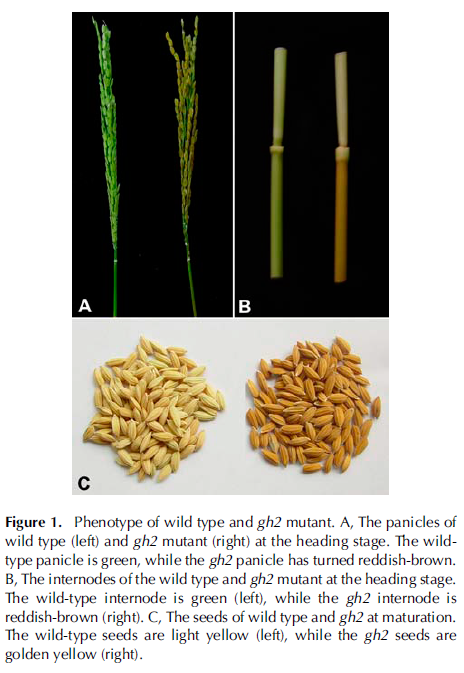 A
B
C
Figure 1. Phenotype of wild type and gh2 mutant. A, The panicles of
wild type (left) and gh2 mutant (right) at the heading stage. The wild-
type panicle is green, while the gh2 panicle has turned reddish-brown.
B, The internodes of the wild type and gh2 mutant at the heading stage.
The wild-type internode is green (left), while the gh2 internode is
reddish-brown (right). C, The seeds of wild type and gh2 at maturation.
The wild-type seeds are light yellow (left), while the gh2 seeds are
golden yellow (right).